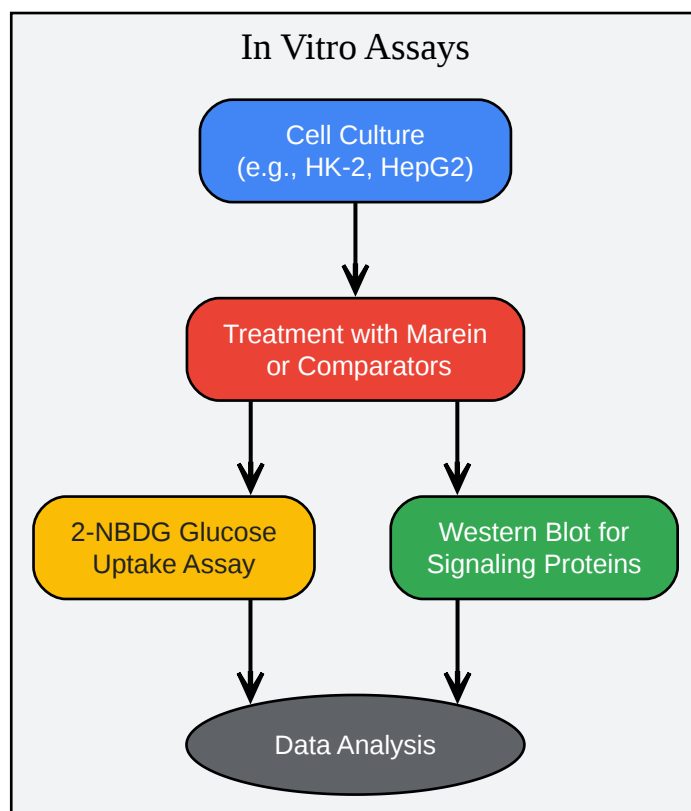 In Vitro Assays
Cell Culture
(e.g., HK-2, HepG2)
Treatment with Marein
or Comparators
2-NBDG Glucose
Uptake Assay
Western Blot for
Signaling Proteins
Data Analysis